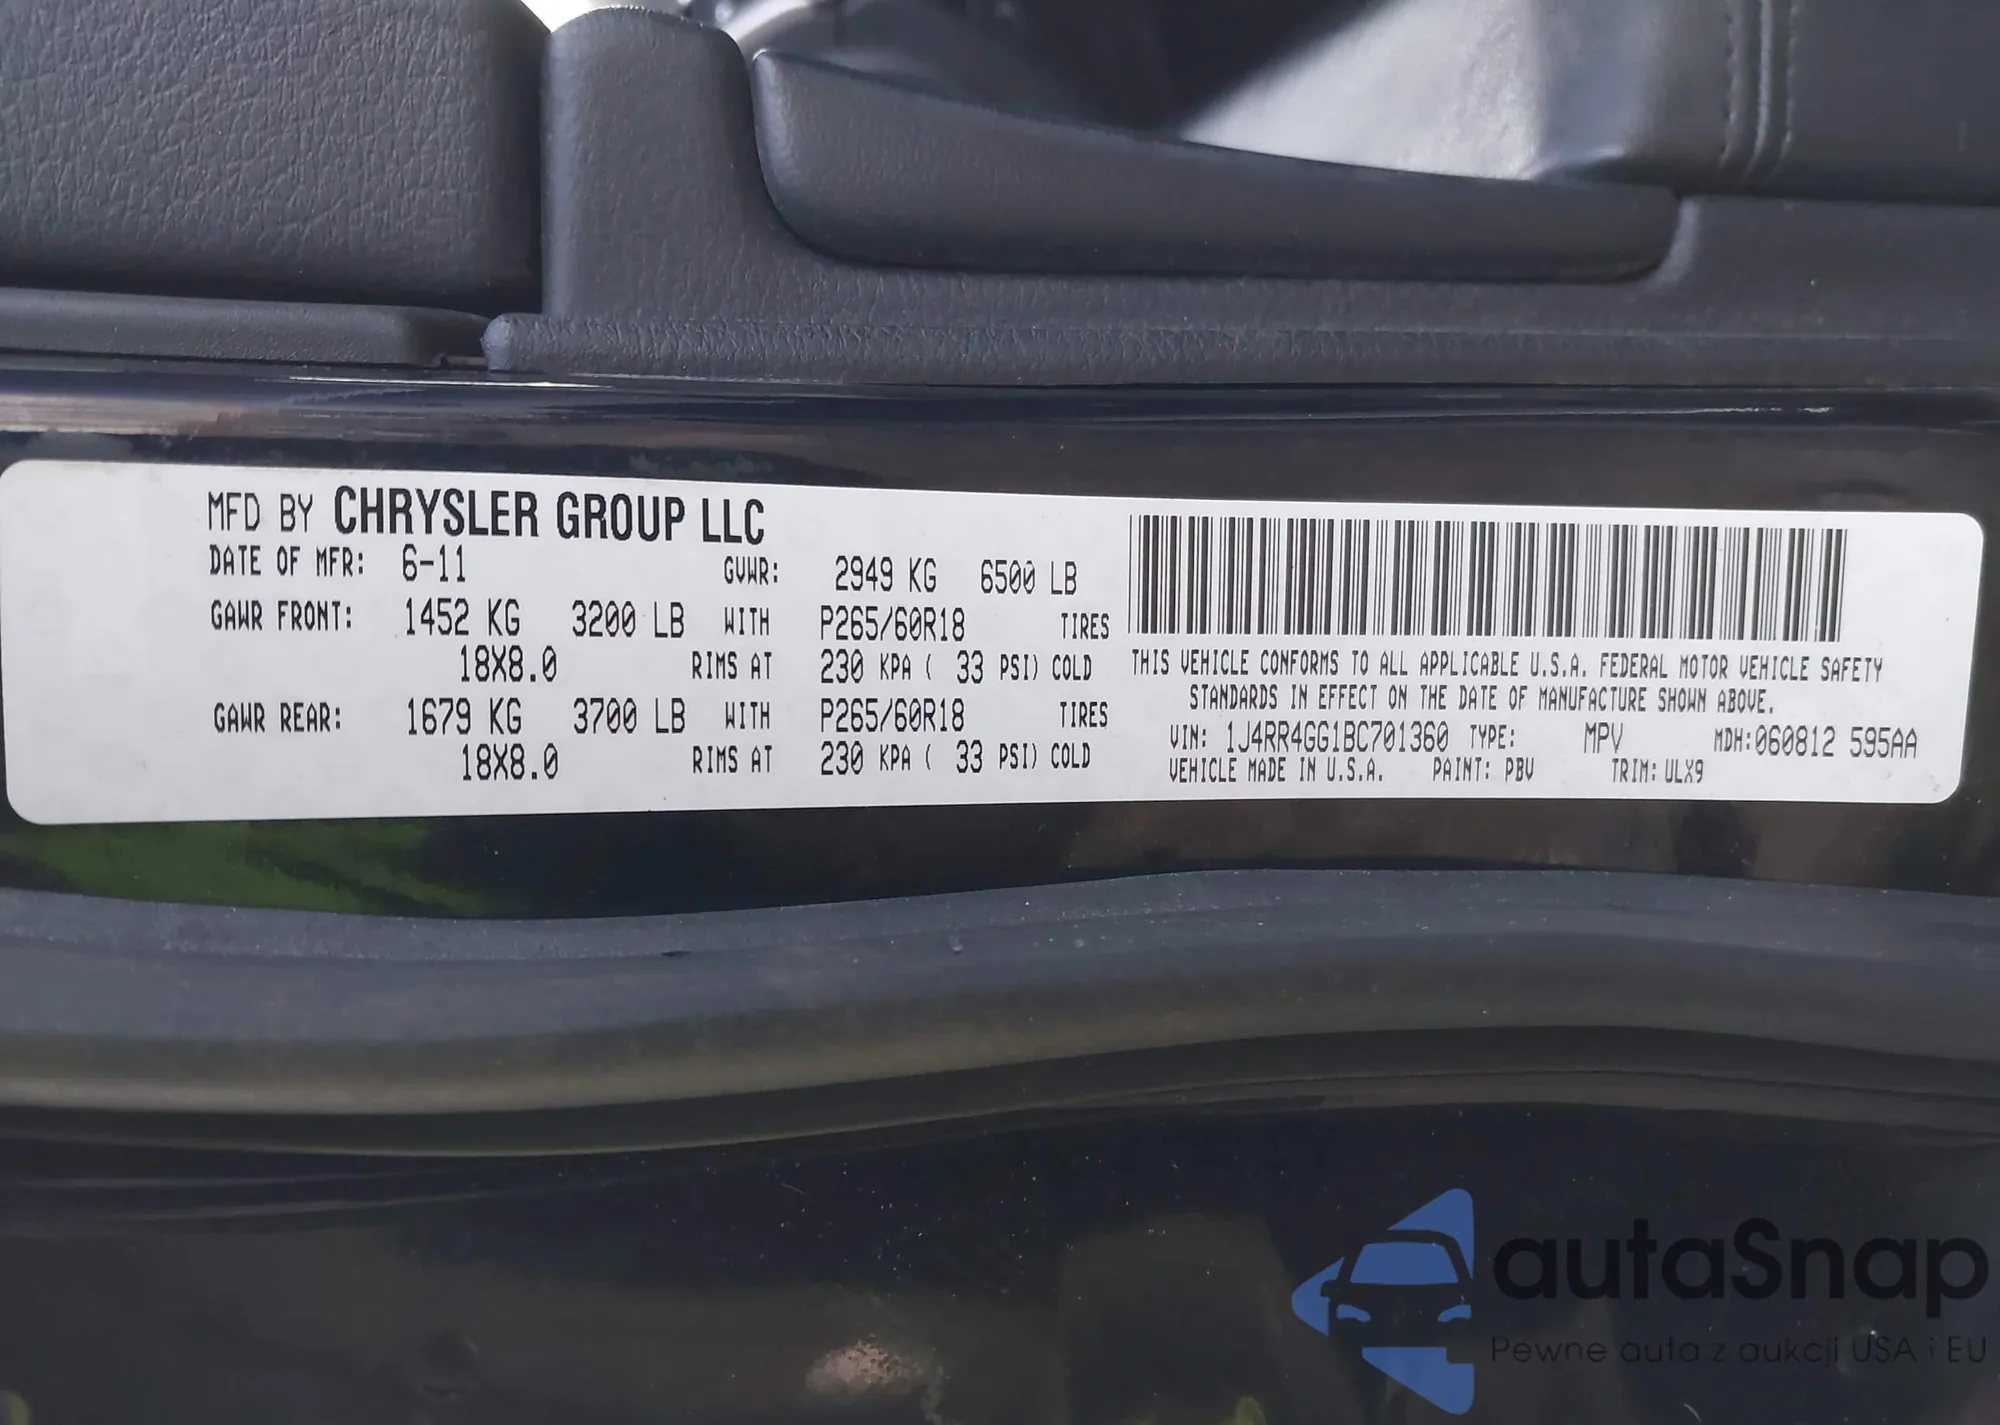 MFD BY CHRYSLER GROUP LLC
DATE OF MFR: 6-11 GVWR: 2949 KG 6500 LB
GAWR FRONT: 1452 KG 3200 LB WITH P265/60R18 TIRES
18X8.0 RIMS AT 230 KPA ( 33 PSI) COLD
GAWR REAR: 1679 KG 3700 LB WITH P265/60R18 TIRES
18X8.0 RIMS AT 230 KPA ( 33 PSI) COLD
THIS VEHICLE CONFORMS TO ALL APPLICABLE U.S.A. FEDERAL MOTOR VEHICLE SAFETY
STANDARDS IN EFFECT ON THE DATE OF MANUFACTURE SHOWN ABOVE.
VIN: 1J4RR4GG1BC701360 TYPE: MPV MDH:060812 595AA
VEHICLE MADE IN U.S.A. PAINT: PBV TRIM: ULX9
autaSnap
Pewne auta z aukcji USA i EU